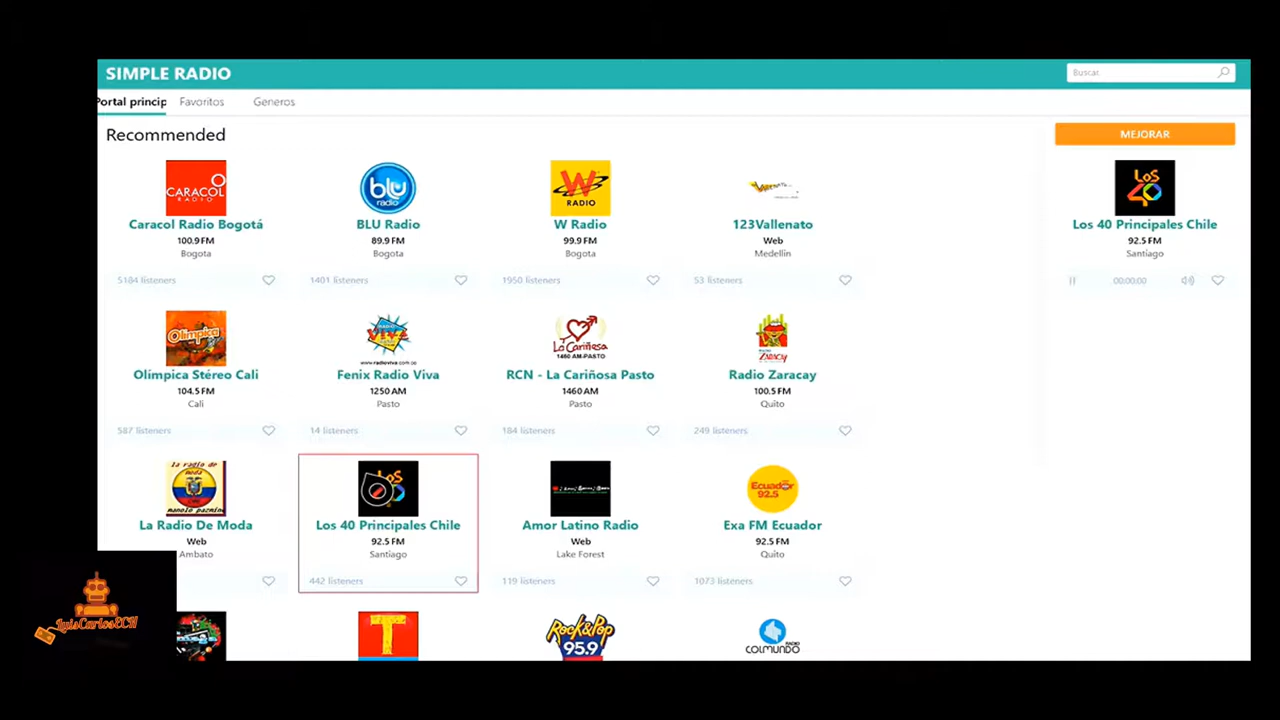 SIMPLE RADIO
Buscar
Portal princip
Favoritos
Generos
Recommended
MEJORAR
CARACOL
RADIO
blu
radio
W
RADIO
LOS
40
Caracol Radio Bogotá
BLU Radio
W Radio
123Vallenato
Los 40 Principales Chile
100.9 FM
89.9 FM
99.9 FM
Web
92.5 FM
Bogota
Bogota
Bogota
Medellin
Santiago
5184 listeners
1401 listeners
1950 listeners
53 listeners
00:00:00
Olimpica
RADIO
VIVA
www.radioviva.com.co
La Cariñosa
1460 AM-PASTO
ZARACAY
Olímpica Stéreo Cali
Fenix Radio Viva
RCN - La Cariñosa Pasto
Radio Zaracay
104.5 FM
1250 AM
1460 AM
100.5 FM
Cali
Pasto
Pasto
Quito
587 listeners
14 listeners
184 listeners
249 listeners
la radio de
moda
manolo pazmino
LOS
Ecuador
92.5
La Radio De Moda
Los 40 Principales Chile
Amor Latino Radio
Exa FM Ecuador
Web
92.5 FM
Web
92.5 FM
Ambato
Santiago
Lake Forest
Quito
442 listeners
119 listeners
1073 listeners
LuisCarlosECN
T
Rock&Pop
95.9
RADIO
COLMUNDO